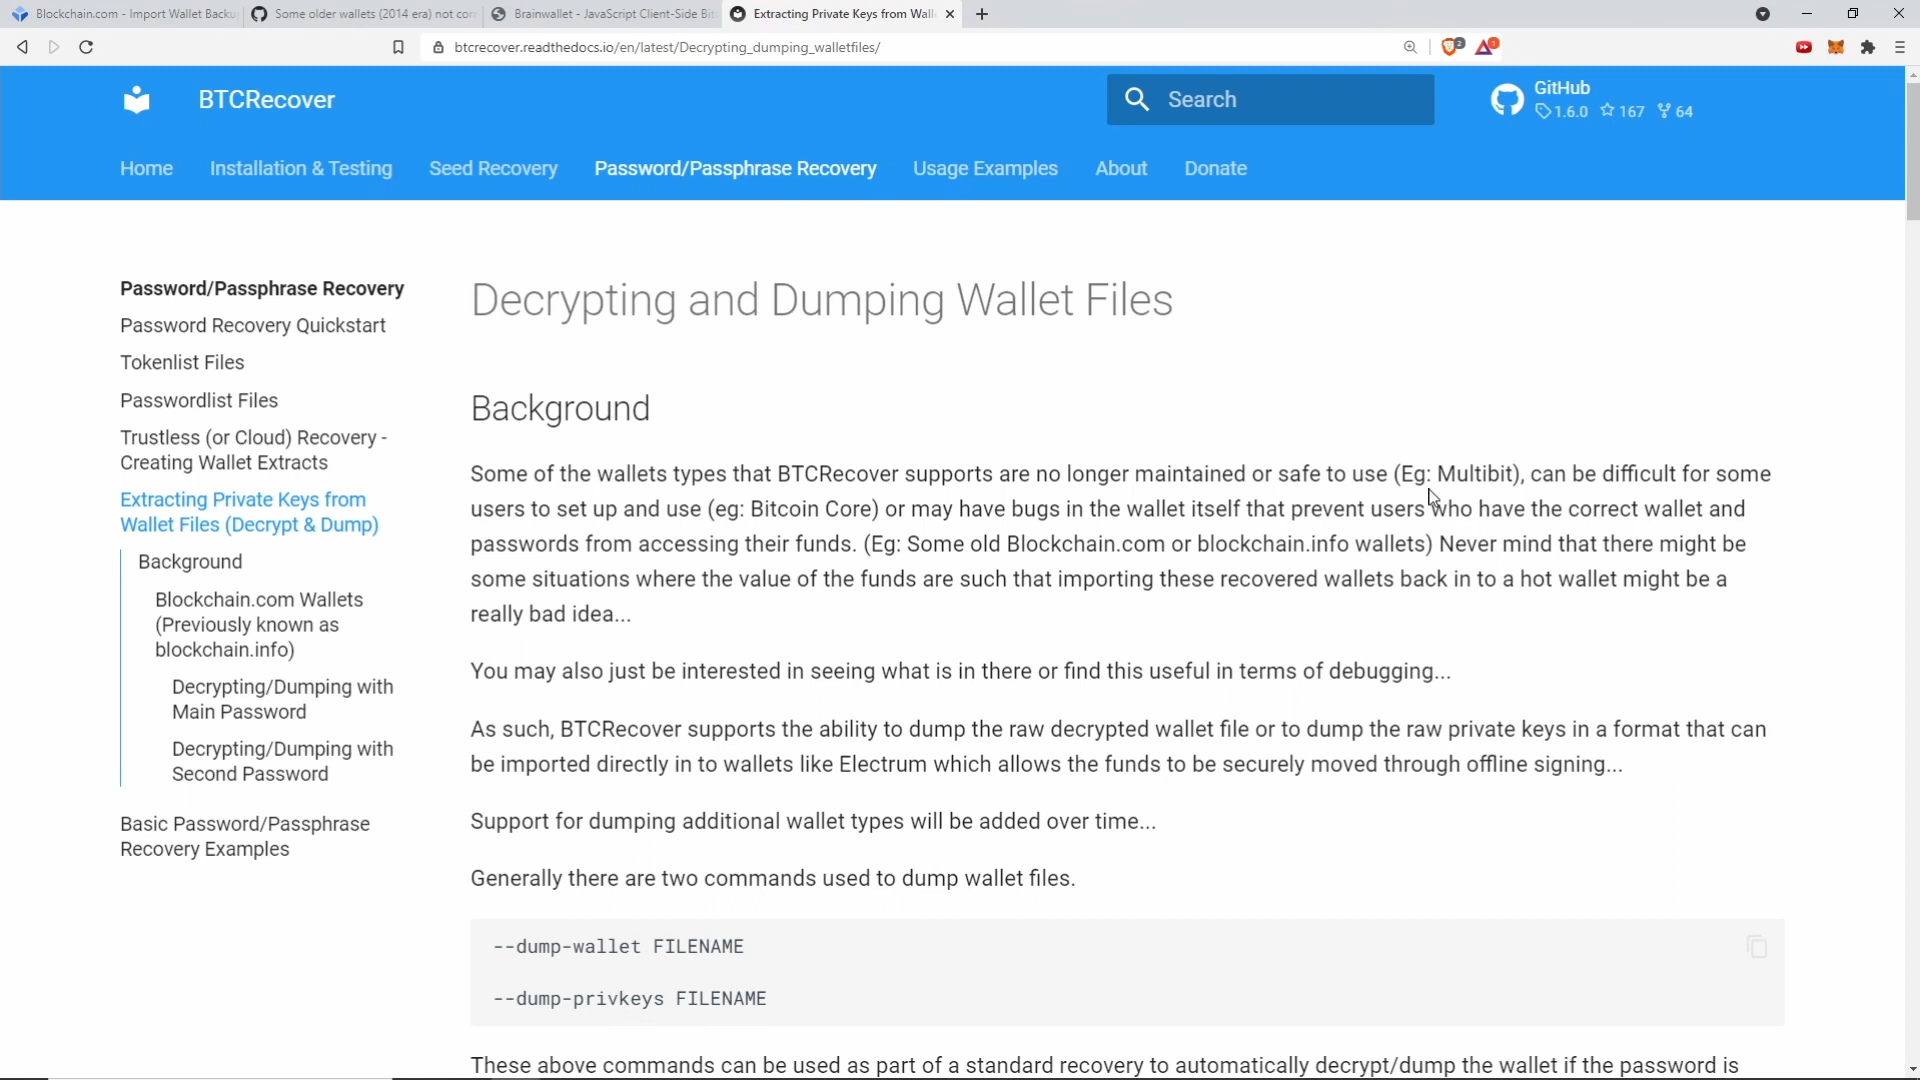 Blockchain.com - Import Wallet Backu
Some older wallets (2014 era) not cor
Brainwallet - JavaScript Client-Side Bit
Extracting Private Keys from Wall
btcrecover.readthedocs.io/en/latest/Decrypting_dumping_walletfiles/
2
1
BTCRecover
Search
GitHub
1.6.0 167 64
Home Installation & Testing Seed Recovery Password/Passphrase Recovery Usage Examples About Donate
Password/Passphrase Recovery
Password Recovery Quickstart
Tokenlist Files
Passwordlist Files
Trustless (or Cloud) Recovery -
Creating Wallet Extracts
Extracting Private Keys from
Wallet Files (Decrypt & Dump)
Background
Blockchain.com Wallets
(Previously known as
blockchain.info)
Decrypting/Dumping with
Main Password
Decrypting/Dumping with
Second Password
Basic Password/Passphrase
Recovery Examples
Decrypting and Dumping Wallet Files
Background
Some of the wallets types that BTCRecover supports are no longer maintained or safe to use (Eg: Multibit), can be difficult for some
users to set up and use (eg: Bitcoin Core) or may have bugs in the wallet itself that prevent users who have the correct wallet and
passwords from accessing their funds. (Eg: Some old Blockchain.com or blockchain.info wallets) Never mind that there might be
some situations where the value of the funds are such that importing these recovered wallets back in to a hot wallet might be a
really bad idea...
You may also just be interested in seeing what is in there or find this useful in terms of debugging...
As such, BTCRecover supports the ability to dump the raw decrypted wallet file or to dump the raw private keys in a format that can
be imported directly in to wallets like Electrum which allows the funds to be securely moved through offline signing...
Support for dumping additional wallet types will be added over time...
Generally there are two commands used to dump wallet files.
--dump-wallet FILENAME
--dump-privkeys FILENAME
These above commands can be used as part of a standard recovery to automatically decrypt/dump the wallet if the password is